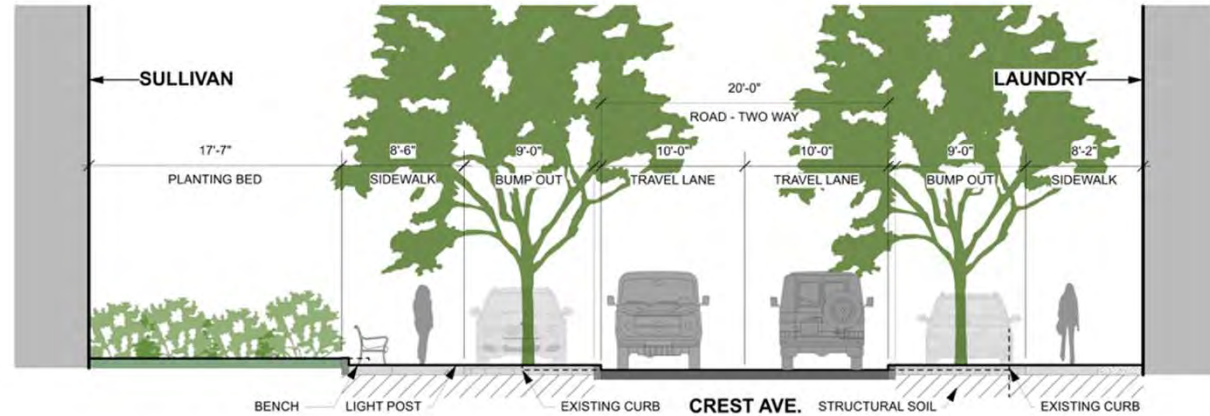 SULLIVAN
LAUNDRY
20'-0"
ROAD - TWO WAY
17'-7"
8'-6"
9'-0"
10'-0"
10'-0"
9'-0"
8'-2"
PLANTING BED
SIDEWALK
BUMP OUT
TRAVEL LANE
TRAVEL LANE
BUMP OUT
SIDEWALK
BENCH
LIGHT POST
EXISTING CURB
CREST AVE.
STRUCTURAL SOIL
EXISTING CURB